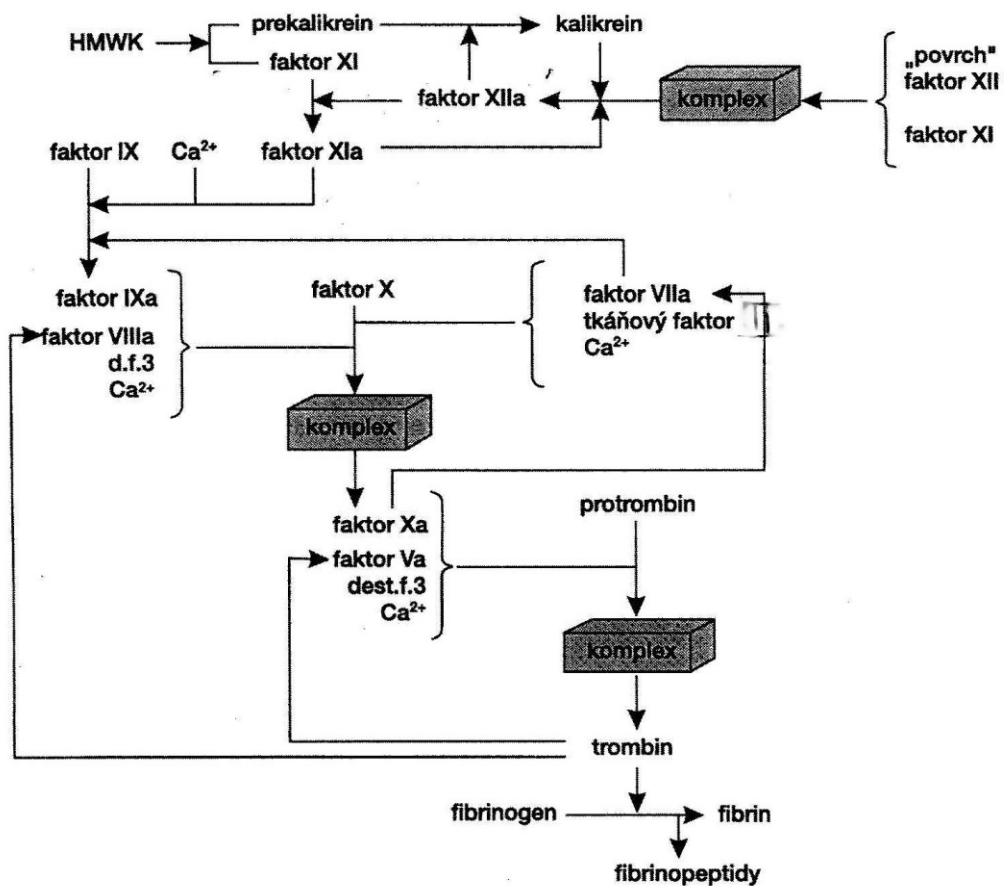 prekalikrein
kalikrein
HMWK
faktor XI
„povrch"
faktor XII
faktor XI
komplex
faktor XIIa
faktor IX
Ca²⁺
faktor XIa
faktor IXa
faktor VIIIa
d.f.3
Ca²⁺
faktor X
faktor VIIa
tkáňový faktor
Ca²⁺
komplex
faktor Xa
faktor Va
dest.f.3
Ca²⁺
protrombin
komplex
trombin
fibrinogen
fibrin
fibrinopeptidy